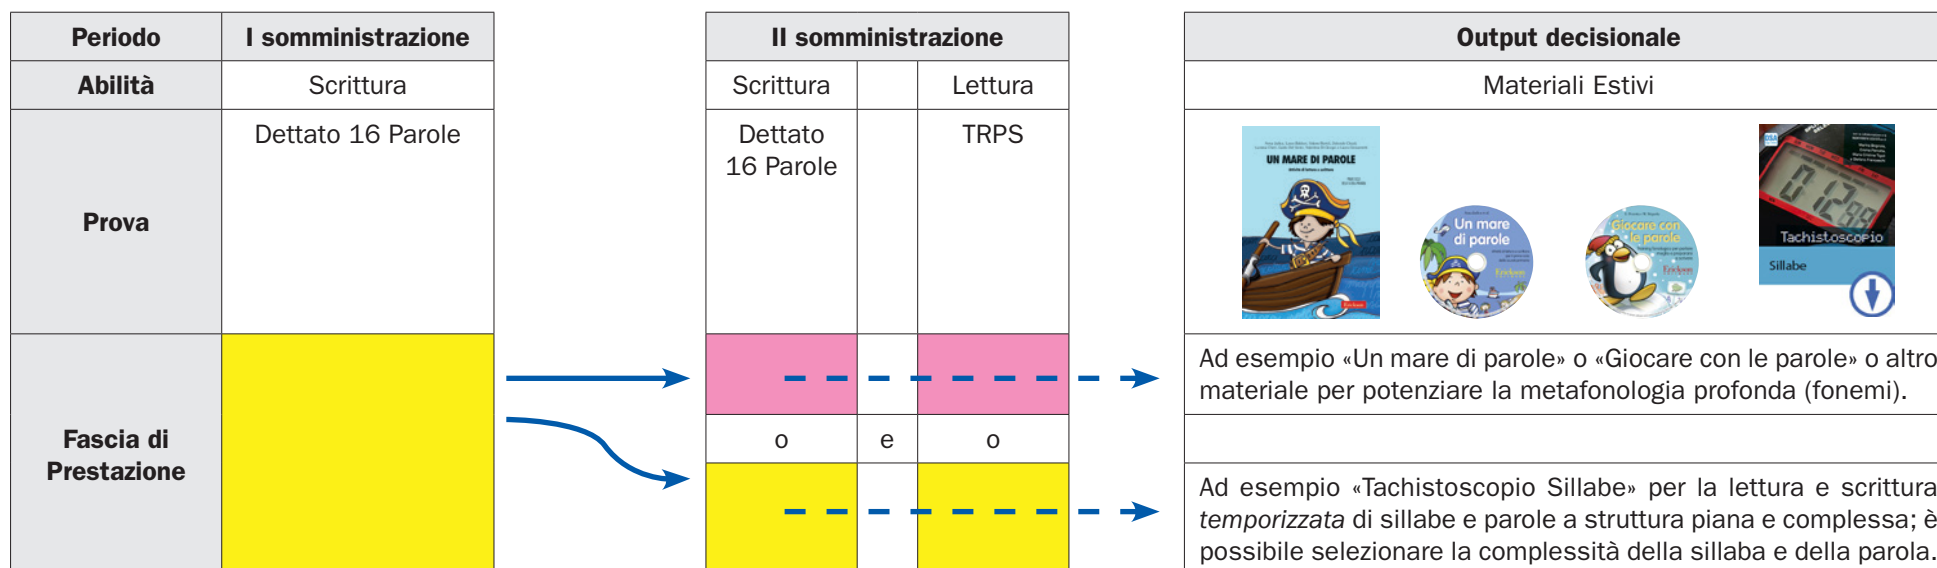 Periodo
I somministrazione
II somministrazione
Output decisionale
Abilità
Scrittura
Scrittura
Lettura
Materiali Estivi
Prova
Dettato 16 Parole
Dettato
16 Parole
TRPS
UN MARE DI PAROLE
Un mare
di parole
Erickson
Giocare con
le parole
Erickson
Tachistoscopio
Sillabe
Fascia di
Prestazione
Ad esempio «Un mare di parole» o «Giocare con le parole» o altro
materiale per potenziare la metafonologia profonda (fonemi).
o
e
o
Ad esempio «Tachistoscopio Sillabe» per la lettura e scrittura
temporizzata di sillabe e parole a struttura piana e complessa; è
possibile selezionare la complessità della sillaba e della parola.